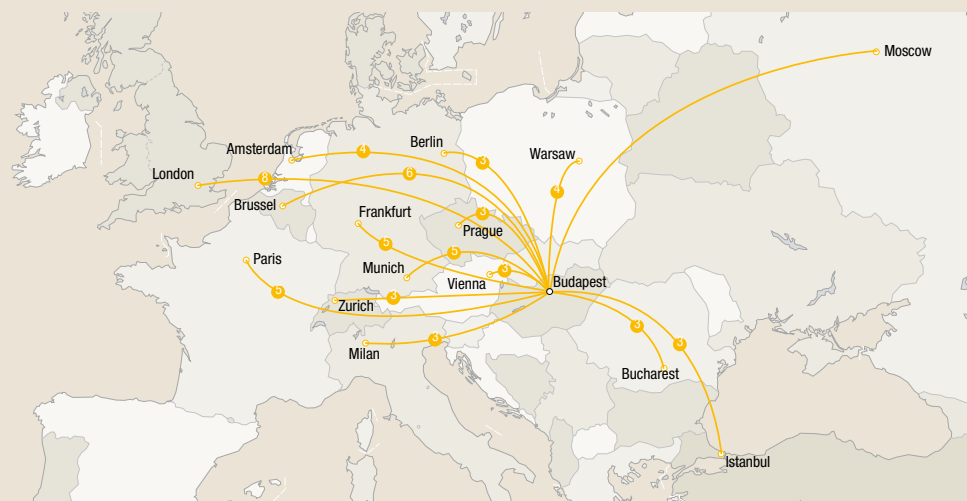 Moscow
Amsterdam
4
Berlin
3
Warsaw
4
London
8
6
Brussel
Frankfurt
3
Prague
5
Paris
5
Munich
3
Vienna
Budapest
5
3
Zurich
3
Milan
3
3
Bucharest
Istanbul